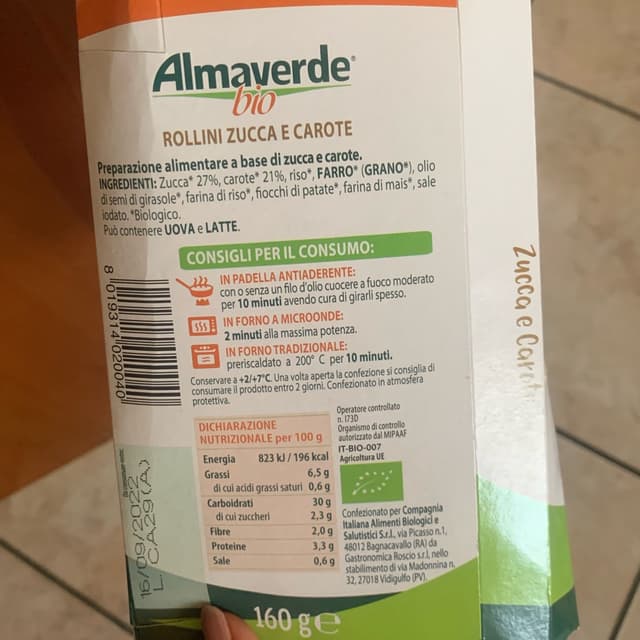 Almaverde
bio
ROLLINI ZUCCA E CAROTE
Preparazione alimentare a base di zucca e carote.
INGREDIENTI: Zucca* 27%, carote* 21%, riso*, FARRO* (GRANO*), olio
di semi di girasole*, farina di riso*, fiocchi di patate*, farina di mais*, sale
iodato. *Biologico.
Può contenere UOVA e LATTE.
CONSIGLI PER IL CONSUMO:
IN PADELLA ANTIADERENTE:
con o senza un filo d'olio cuocere a fuoco moderato
per 10 minuti avendo cura di girarli spesso.
IN FORNO A MICROONDE:
2 minuti alla massima potenza.
IN FORNO TRADIZIONALE:
preriscaldato a 200° C per 10 minuti.
Conservare a +2/+7°C. Una volta aperta la confezione si consiglia di
consumare il prodotto entro 2 giorni. Confezionato in atmosfera
protettiva.
8 019314 020040
DICHIARAZIONE
NUTRIZIONALE per 100 g
Energia 823 kJ / 196 kcal
Grassi 6,5 g
di cui acidi grassi saturi 0,6 g
Carboidrati 30 g
di cui zuccheri 2,3 g
Fibre 2,0 g
Proteine 3,3 g
Sale 0,6 g
Operatore controllato
n. I73D
Organismo di controllo
autorizzato dal MIPAAF
IT-BIO-007
Agricoltura UE
Confezionato per Compagnia
Italiana Alimenti Biologici e
Salutistici S.r.l., via Picasso n.1,
48012 Bagnacavallo (RA) da
Gastronomica Roscio s.r.l, nello
stabilimento di via Madonnina n.
32, 27018 Vidigulfo (PV).
16/09/2022
L. CA29(A)
160 g e
Zucca e Carote